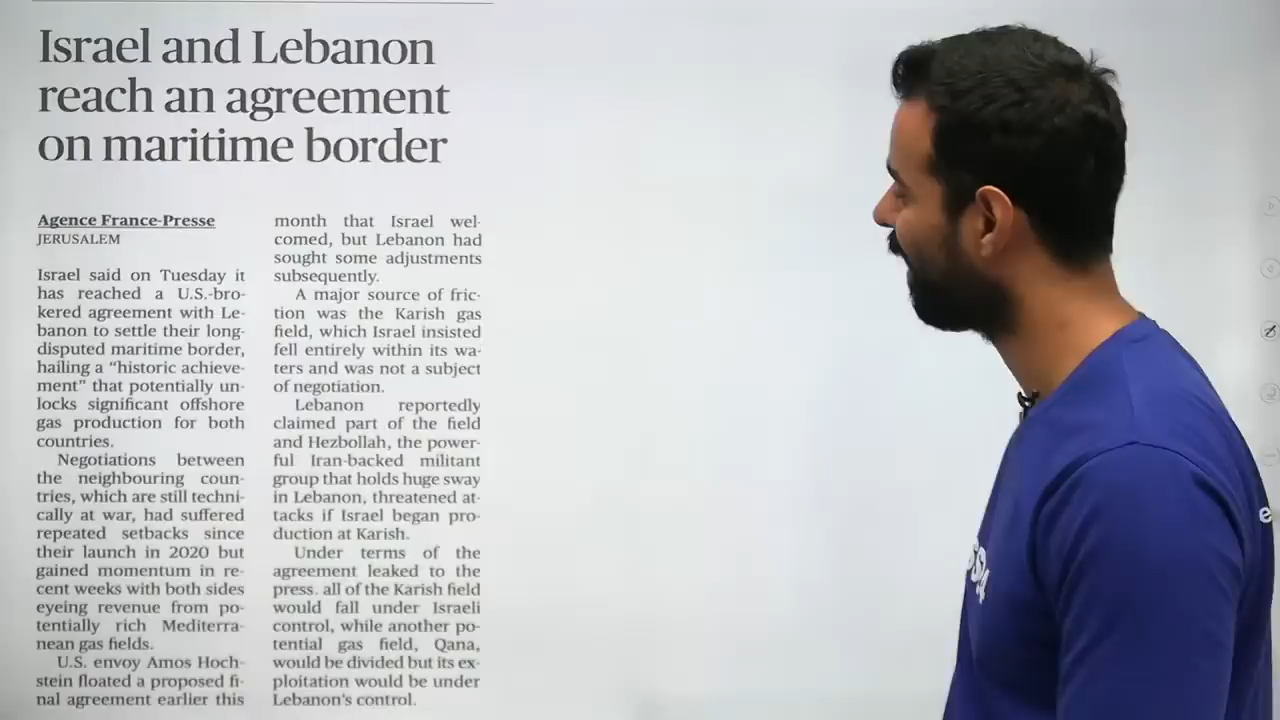 Israel and Lebanon
reach an agreement
on maritime border
Agence France-Presse
JERUSALEM
Israel said on Tuesday it
has reached a U.S.-bro-
kered agreement with Le-
banon to settle their long-
disputed maritime border,
hailing a “historic achieve-
ment” that potentially un-
locks significant offshore
gas production for both
countries.
Negotiations between
the neighbouring coun-
tries, which are still techni-
cally at war, had suffered
repeated setbacks since
their launch in 2020 but
gained momentum in re-
cent weeks with both sides
eyeing revenue from po-
tentially rich Mediterra-
nean gas fields.
U.S. envoy Amos Hoch-
stein floated a proposed fi-
nal agreement earlier this
month that Israel wel-
comed, but Lebanon had
sought some adjustments
subsequently.
A major source of fric-
tion was the Karish gas
field, which Israel insisted
fell entirely within its wa-
ters and was not a subject
of negotiation.
Lebanon reportedly
claimed part of the field
and Hezbollah, the power-
ful Iran-backed militant
group that holds huge sway
in Lebanon, threatened at-
tacks if Israel began pro-
duction at Karish.
Under terms of the
agreement leaked to the
press. all of the Karish field
would fall under Israeli
control, while another po-
tential gas field, Qana,
would be divided but its ex-
ploitation would be under
Lebanon's control.